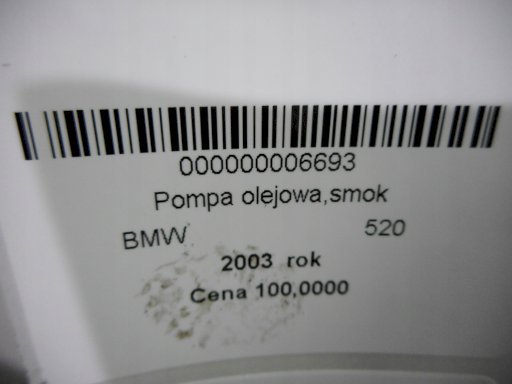 000000006693
Pompa olejowa,smok
BMW 520
2003 rok
Cena 100,0000